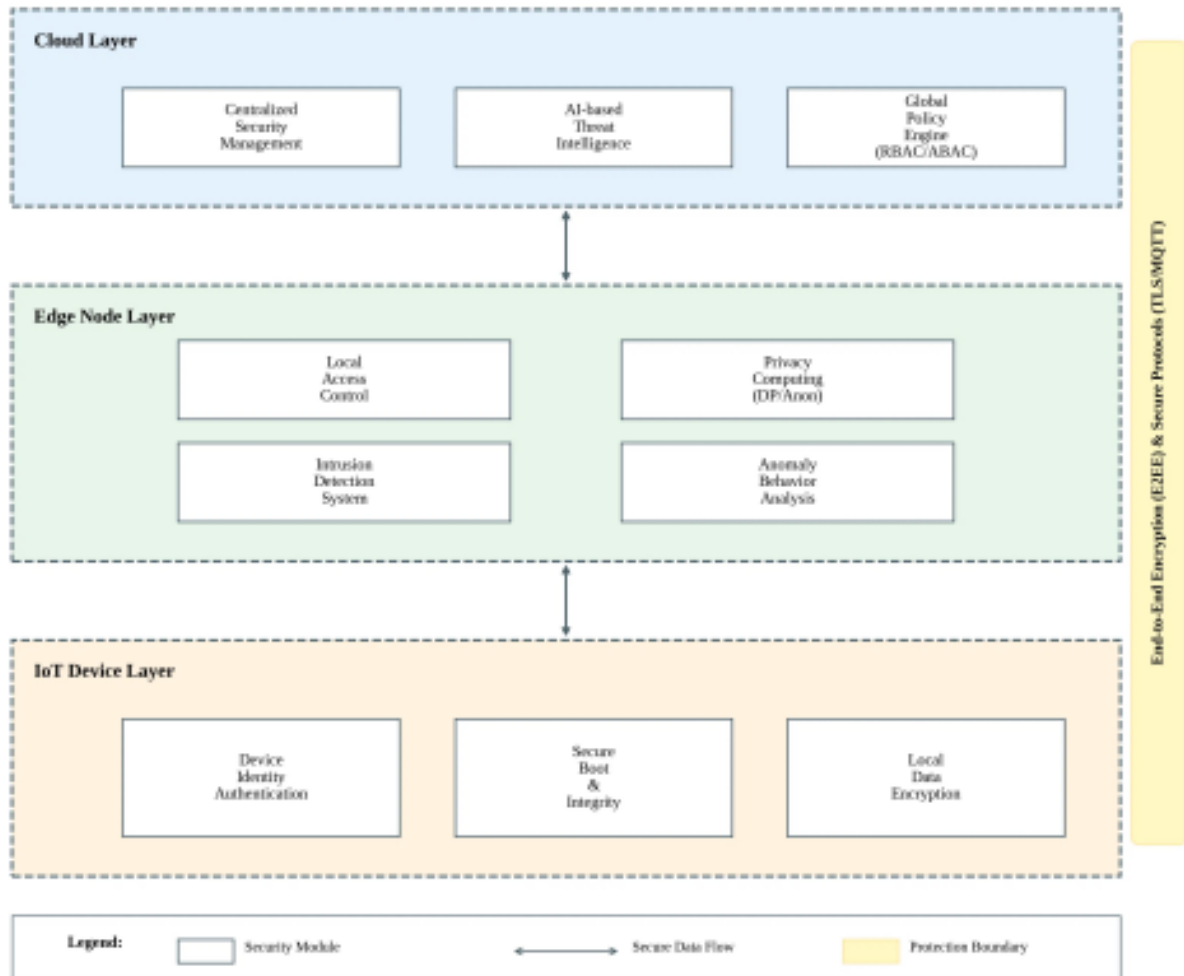 Cloud Layer
Centralized
Security
Management
AI-based
Threat
Intelligence
Global
Policy
Engine
(RBAC/ABAC)
Edge Node Layer
Local
Access
Control
Privacy
Computing
(DP/Anon)
Intrusion
Detection
System
Anomaly
Behavior
Analysis
IoT Device Layer
Device
Identity
Authentication
Secure
Boot
&
Integrity
Local
Data
Encryption
End-to-End Encryption (E2EE) & Secure Protocols (TLS/MQTT)
Legend:
Security Module
Secure Data Flow
Protection Boundary